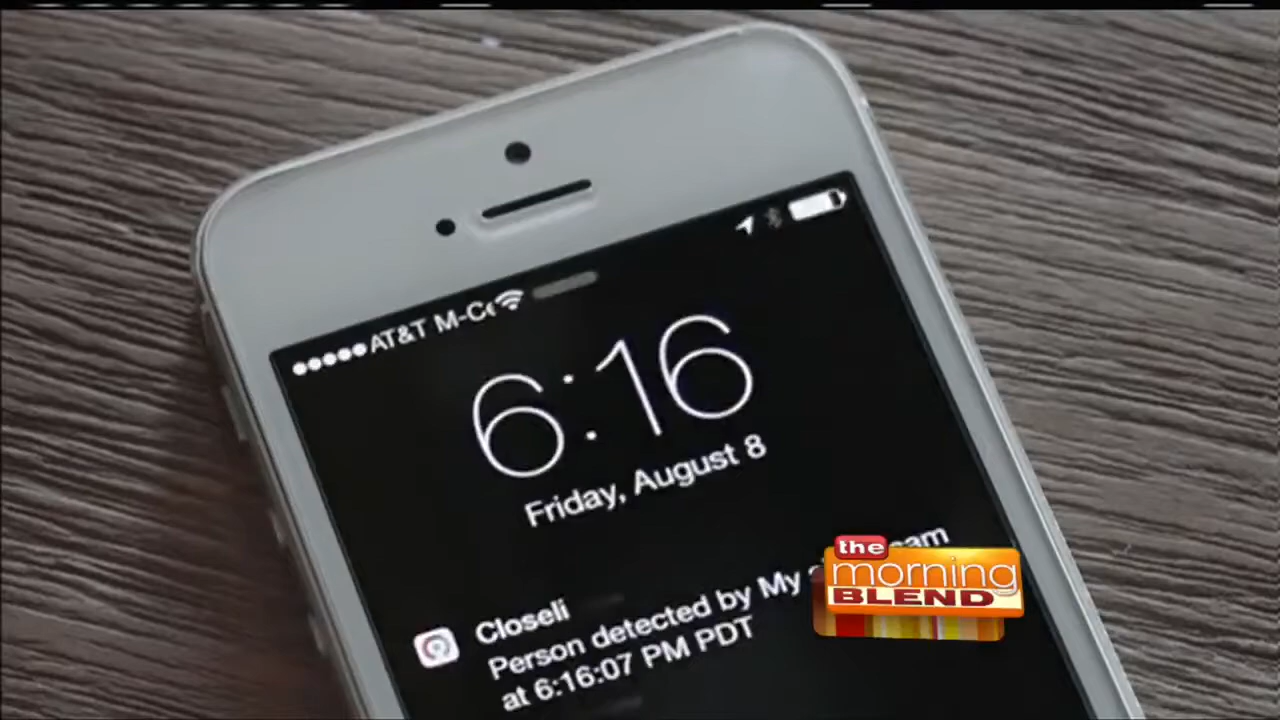 AT&T M-C
6:16
Friday, August 8
Closeli
Person detected by My
at 6:16:07 PM PDT
the
morning
BLEND